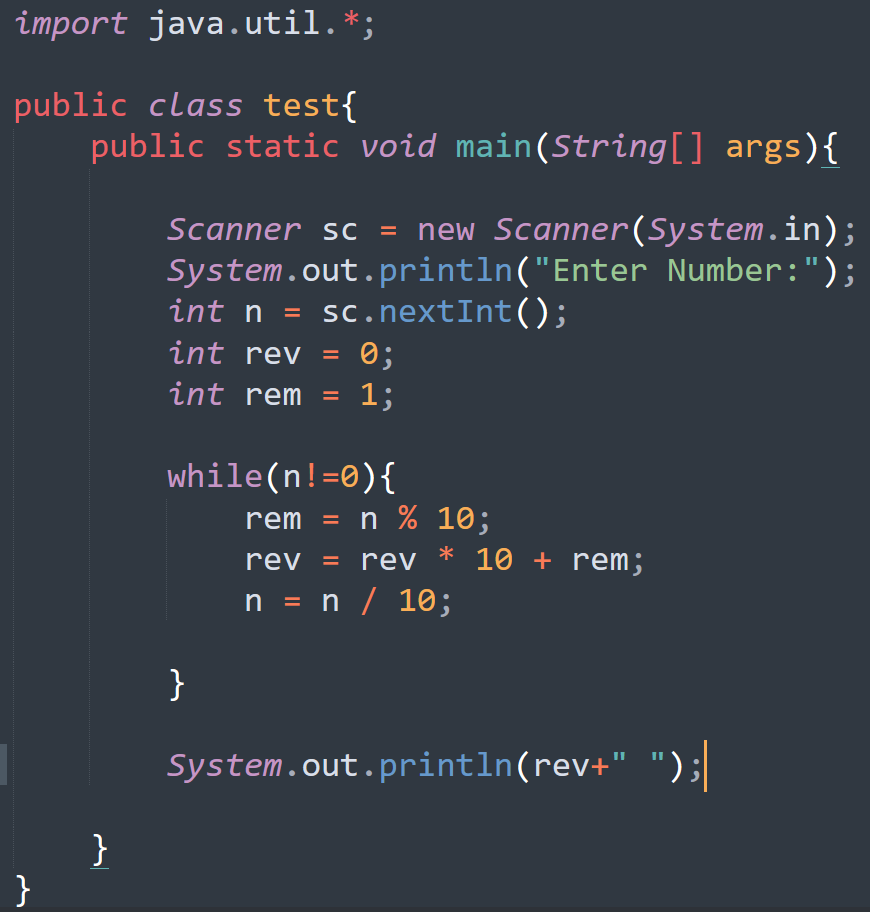 import java.util.*;
public class test{
public static void main(String[] args){
Scanner sc = new Scanner(System.in);
System.out.println("Enter Number:");
int n = sc.nextInt();
int rev = 0;
int rem = 1;
while(n!=0){
rem = n % 10;
rev = rev * 10 + rem;
n = n / 10;
}
System.out.println(rev+" ");
}
}